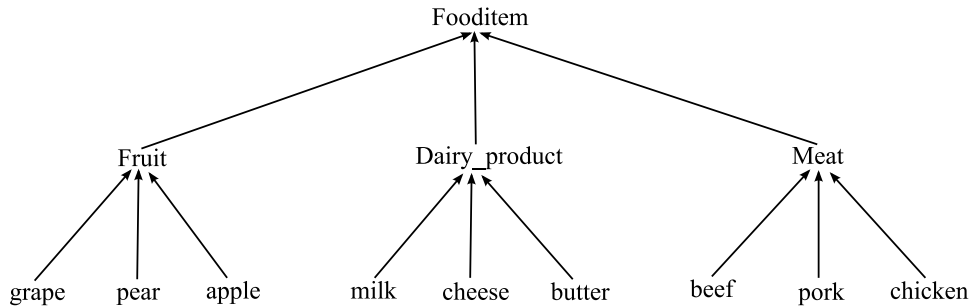 Fooditem
Fruit Dairy_product Meat
grape pear apple milk cheese butter beef pork chicken